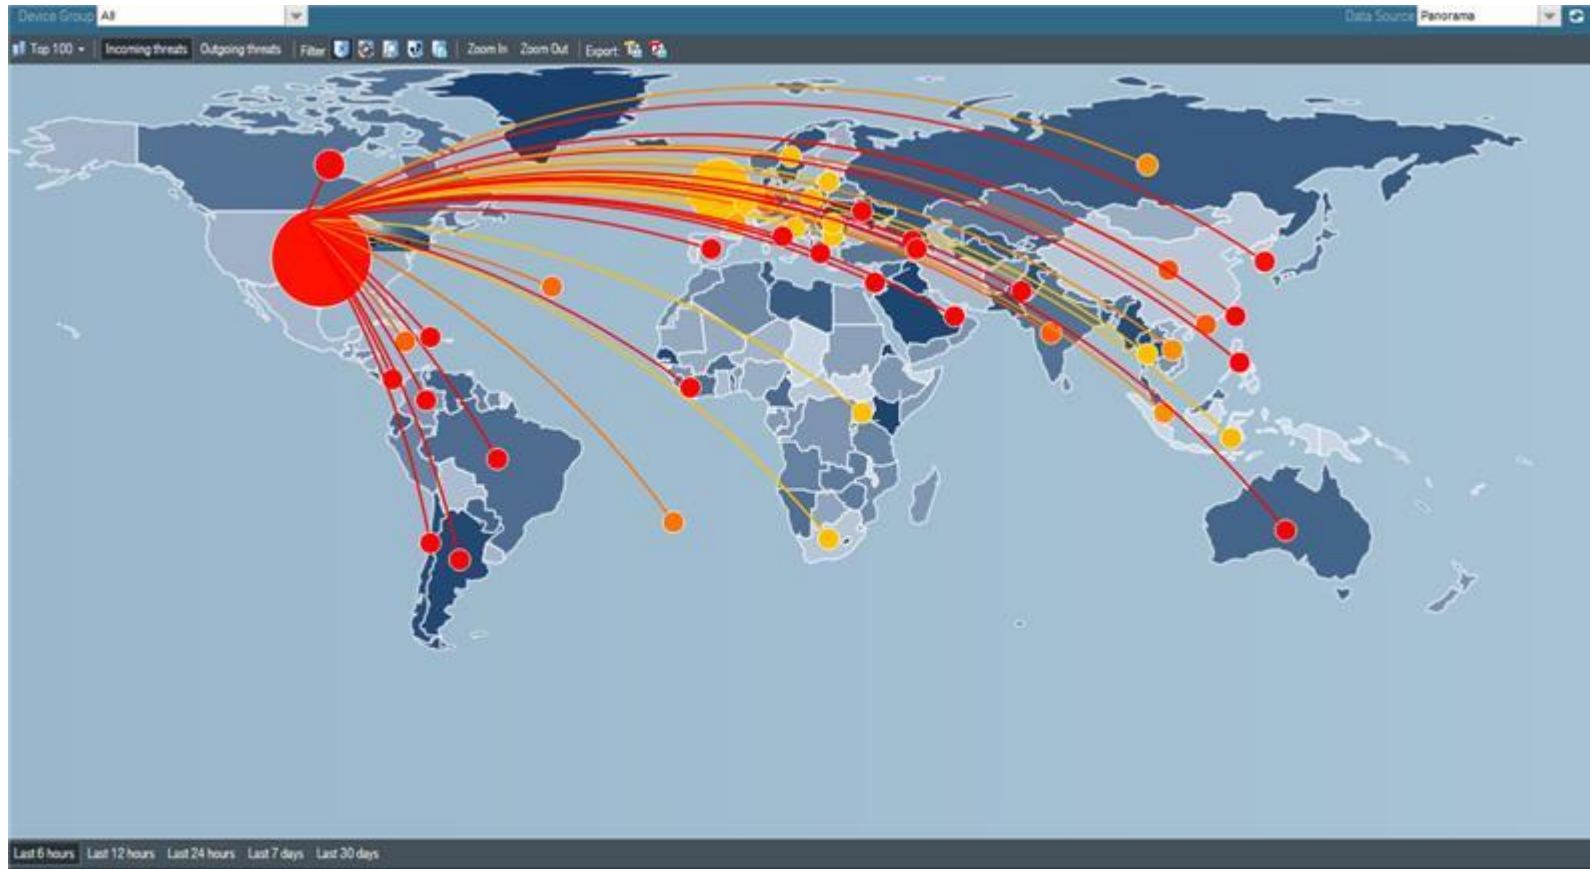 Device Group All
Data Source Panorama
Top 100 Incoming threats Outgoing threats Filter Zoom In Zoom Out Export
Last 6 hours Last 12 hours Last 24 hours Last 7 days Last 30 days